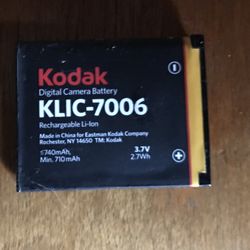 Kodak
Digital Camera Battery
KLIC-7006
Rechargeable Li-Ion
Made in China for Eastman Kodak Company
Rochester, NY 14650 TM: Kodak
≤740mAh, 3.7V
Min. 710mAh 2.7Wh